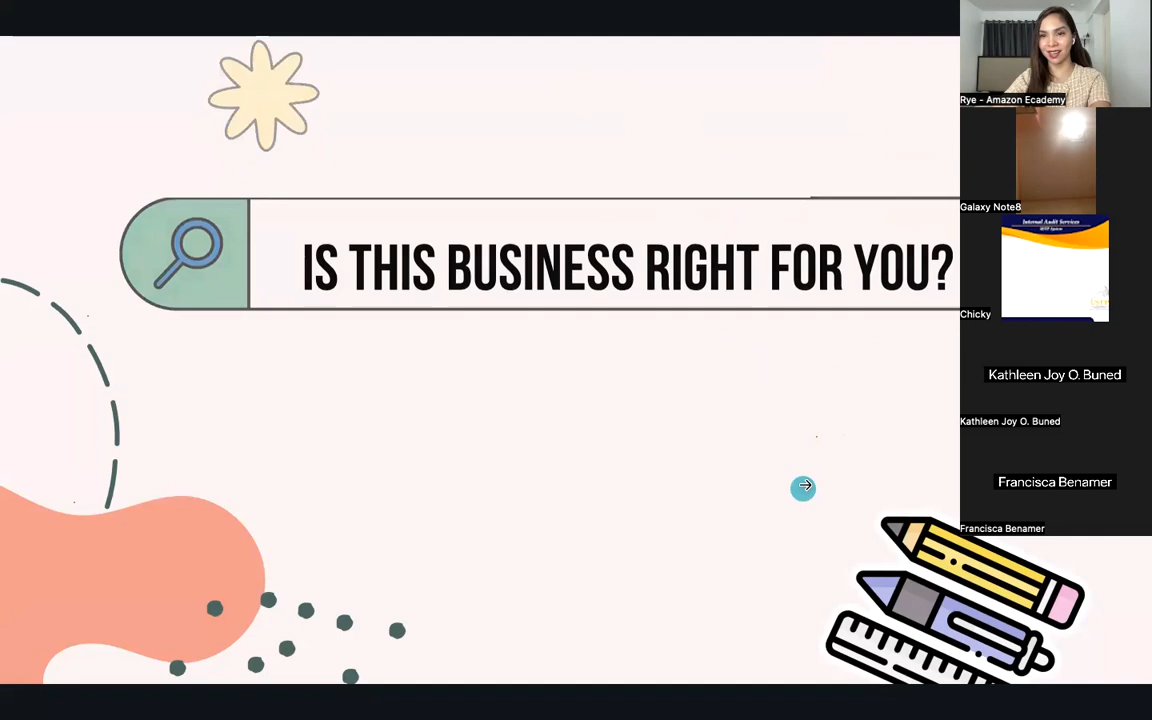 IS THIS BUSINESS RIGHT FOR YOU?
Rye - Amazon Ecademy
Galaxy Note8
Internal Audit Services
Chicky
Kathleen Joy O. Buned
Kathleen Joy O. Buned
Francisca Benamer
Francisca Benamer